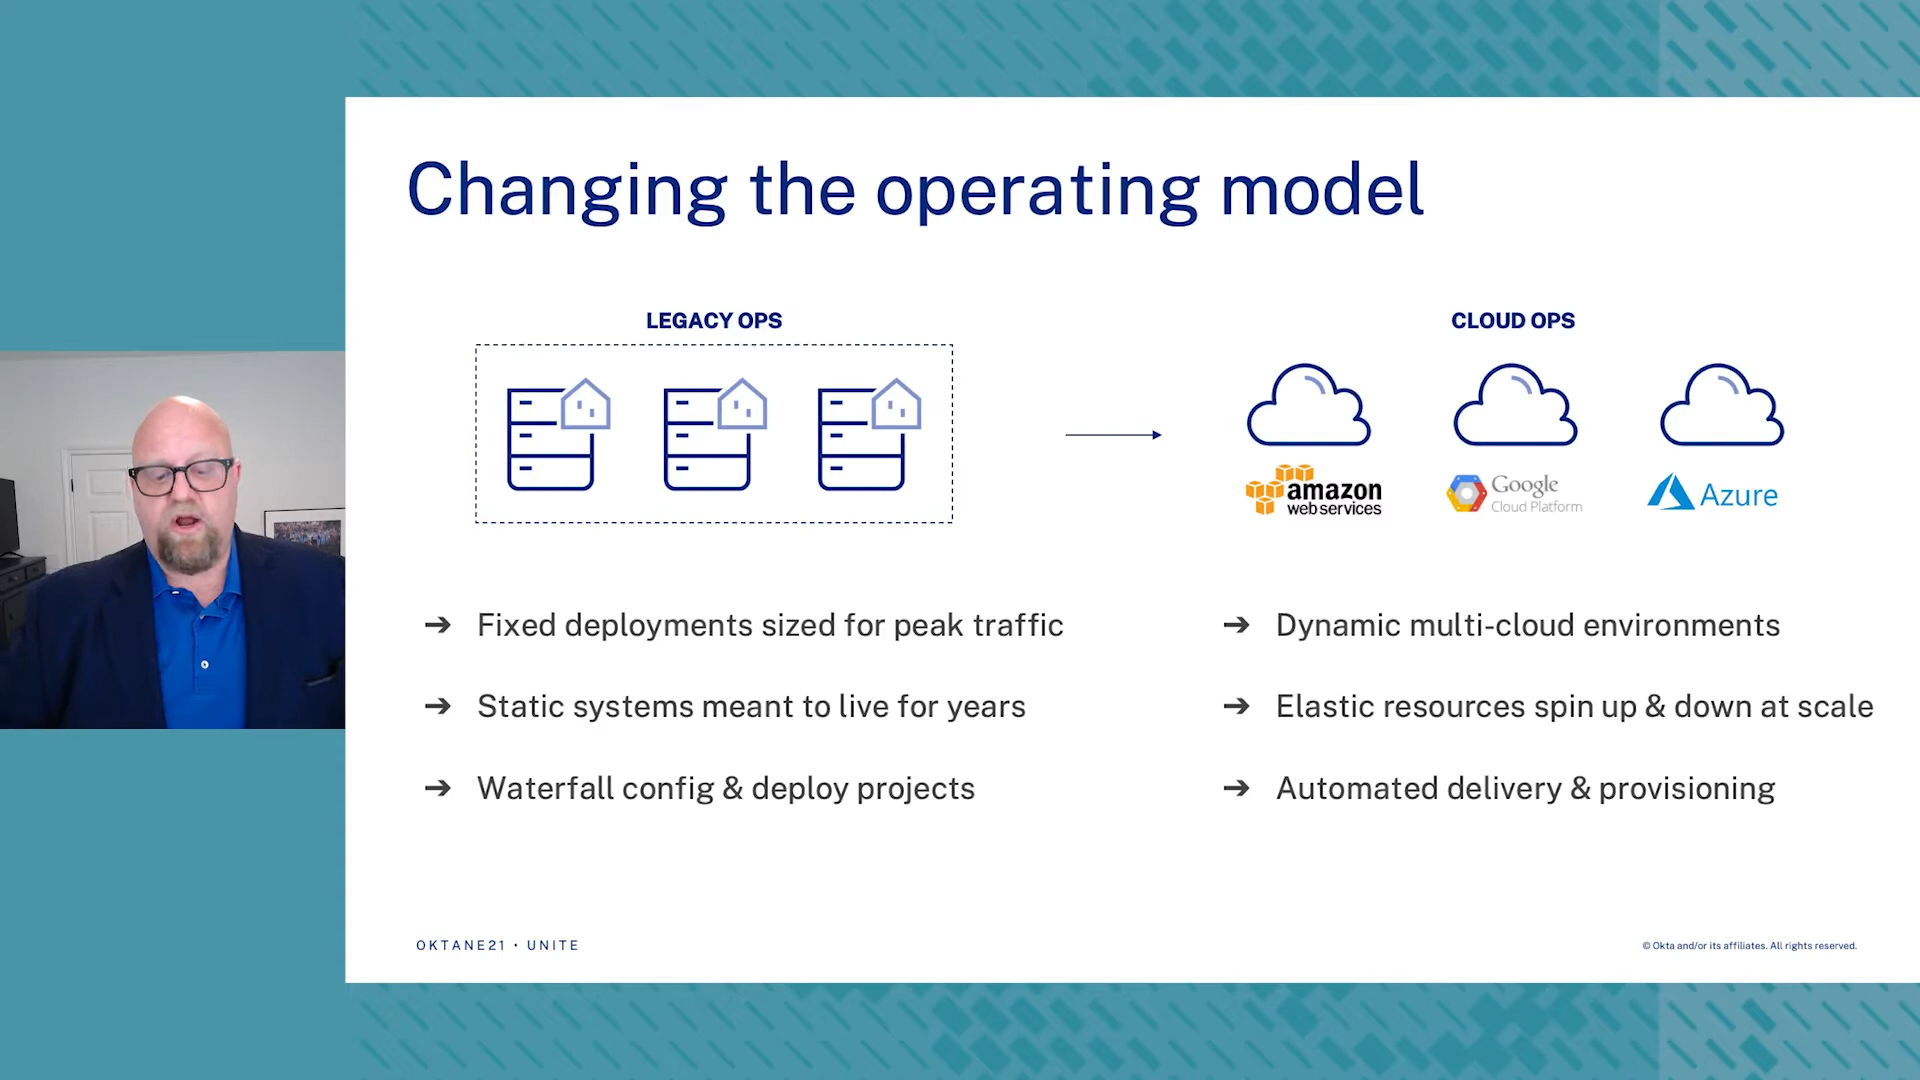 Changing the operating model
LEGACY OPS
CLOUD OPS
amazon
web services
Google
Cloud Platform
Azure
➔ Fixed deployments sized for peak traffic
➔ Static systems meant to live for years
➔ Waterfall config & deploy projects
➔ Dynamic multi-cloud environments
➔ Elastic resources spin up & down at scale
➔ Automated delivery & provisioning
OKTANE21 • UNITE
© Okta and/or its affiliates. All rights reserved.